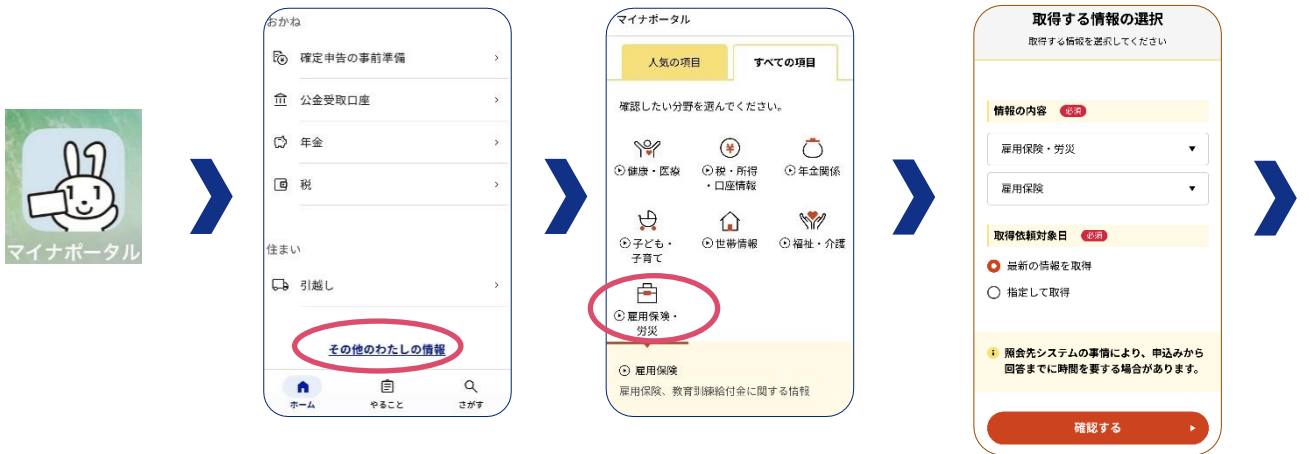 マイナポータル
おかね
確定申告の事前準備
公金受取口座
年金
税
住まい
引越し
その他のわたしの情報
ホーム
やること
さがす
マイナポータル
人気の項目
すべての項目
確認したい分野を選んでください。
健康・医療
税・所得
・口座情報
年金関係
子ども・
子育て
世帯情報
福祉・介護
雇用保険・
労災
雇用保険
雇用保険、教育訓練給付金に関する情報
取得する情報の選択
取得する情報を選択してください
情報の内容 必須
雇用保険・労災
雇用保険
取得依頼対象日 必須
最新の情報を取得
指定して取得
照会先システムの事情により、申込みから
回答までに時間を要する場合があります。
確認する